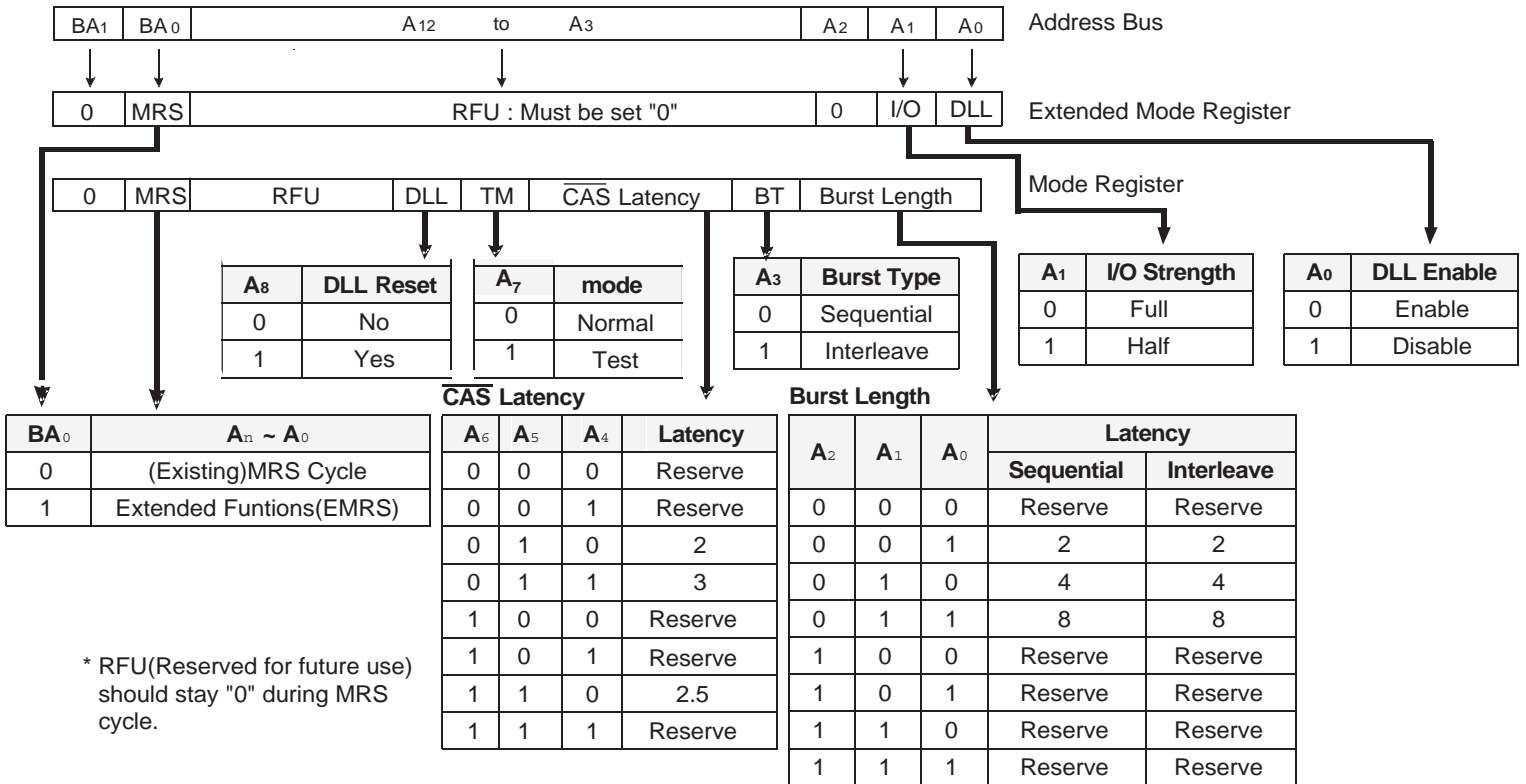 BA1 BA0 A12 to A3 A2 A1 A0 Address Bus
0 MRS RFU : Must be set "0" 0 I/O DLL Extended Mode Register
0 MRS RFU DLL TM CAS Latency BT Burst Length Mode Register
A8 DLL Reset
0 No
1 Yes
A7 mode
0 Normal
1 Test
A3 Burst Type
0 Sequential
1 Interleave
A1 I/O Strength
0 Full
1 Half
A0 DLL Enable
0 Enable
1 Disable
BA0 An ~ A0
0 (Existing)MRS Cycle
1 Extended Funtions(EMRS)
* RFU(Reserved for future use)
should stay "0" during MRS
cycle.
CAS Latency
A6 A5 A4 Latency
0 0 0 Reserve
0 0 1 Reserve
0 1 0 2
0 1 1 3
1 0 0 Reserve
1 0 1 Reserve
1 1 0 2.5
1 1 1 Reserve
Burst Length
A2 A1 A0 Latency
Sequential Interleave
0 0 0 Reserve Reserve
0 0 1 2 2
0 1 0 4 4
0 1 1 8 8
1 0 0 Reserve Reserve
1 0 1 Reserve Reserve
1 1 0 Reserve Reserve
1 1 1 Reserve Reserve